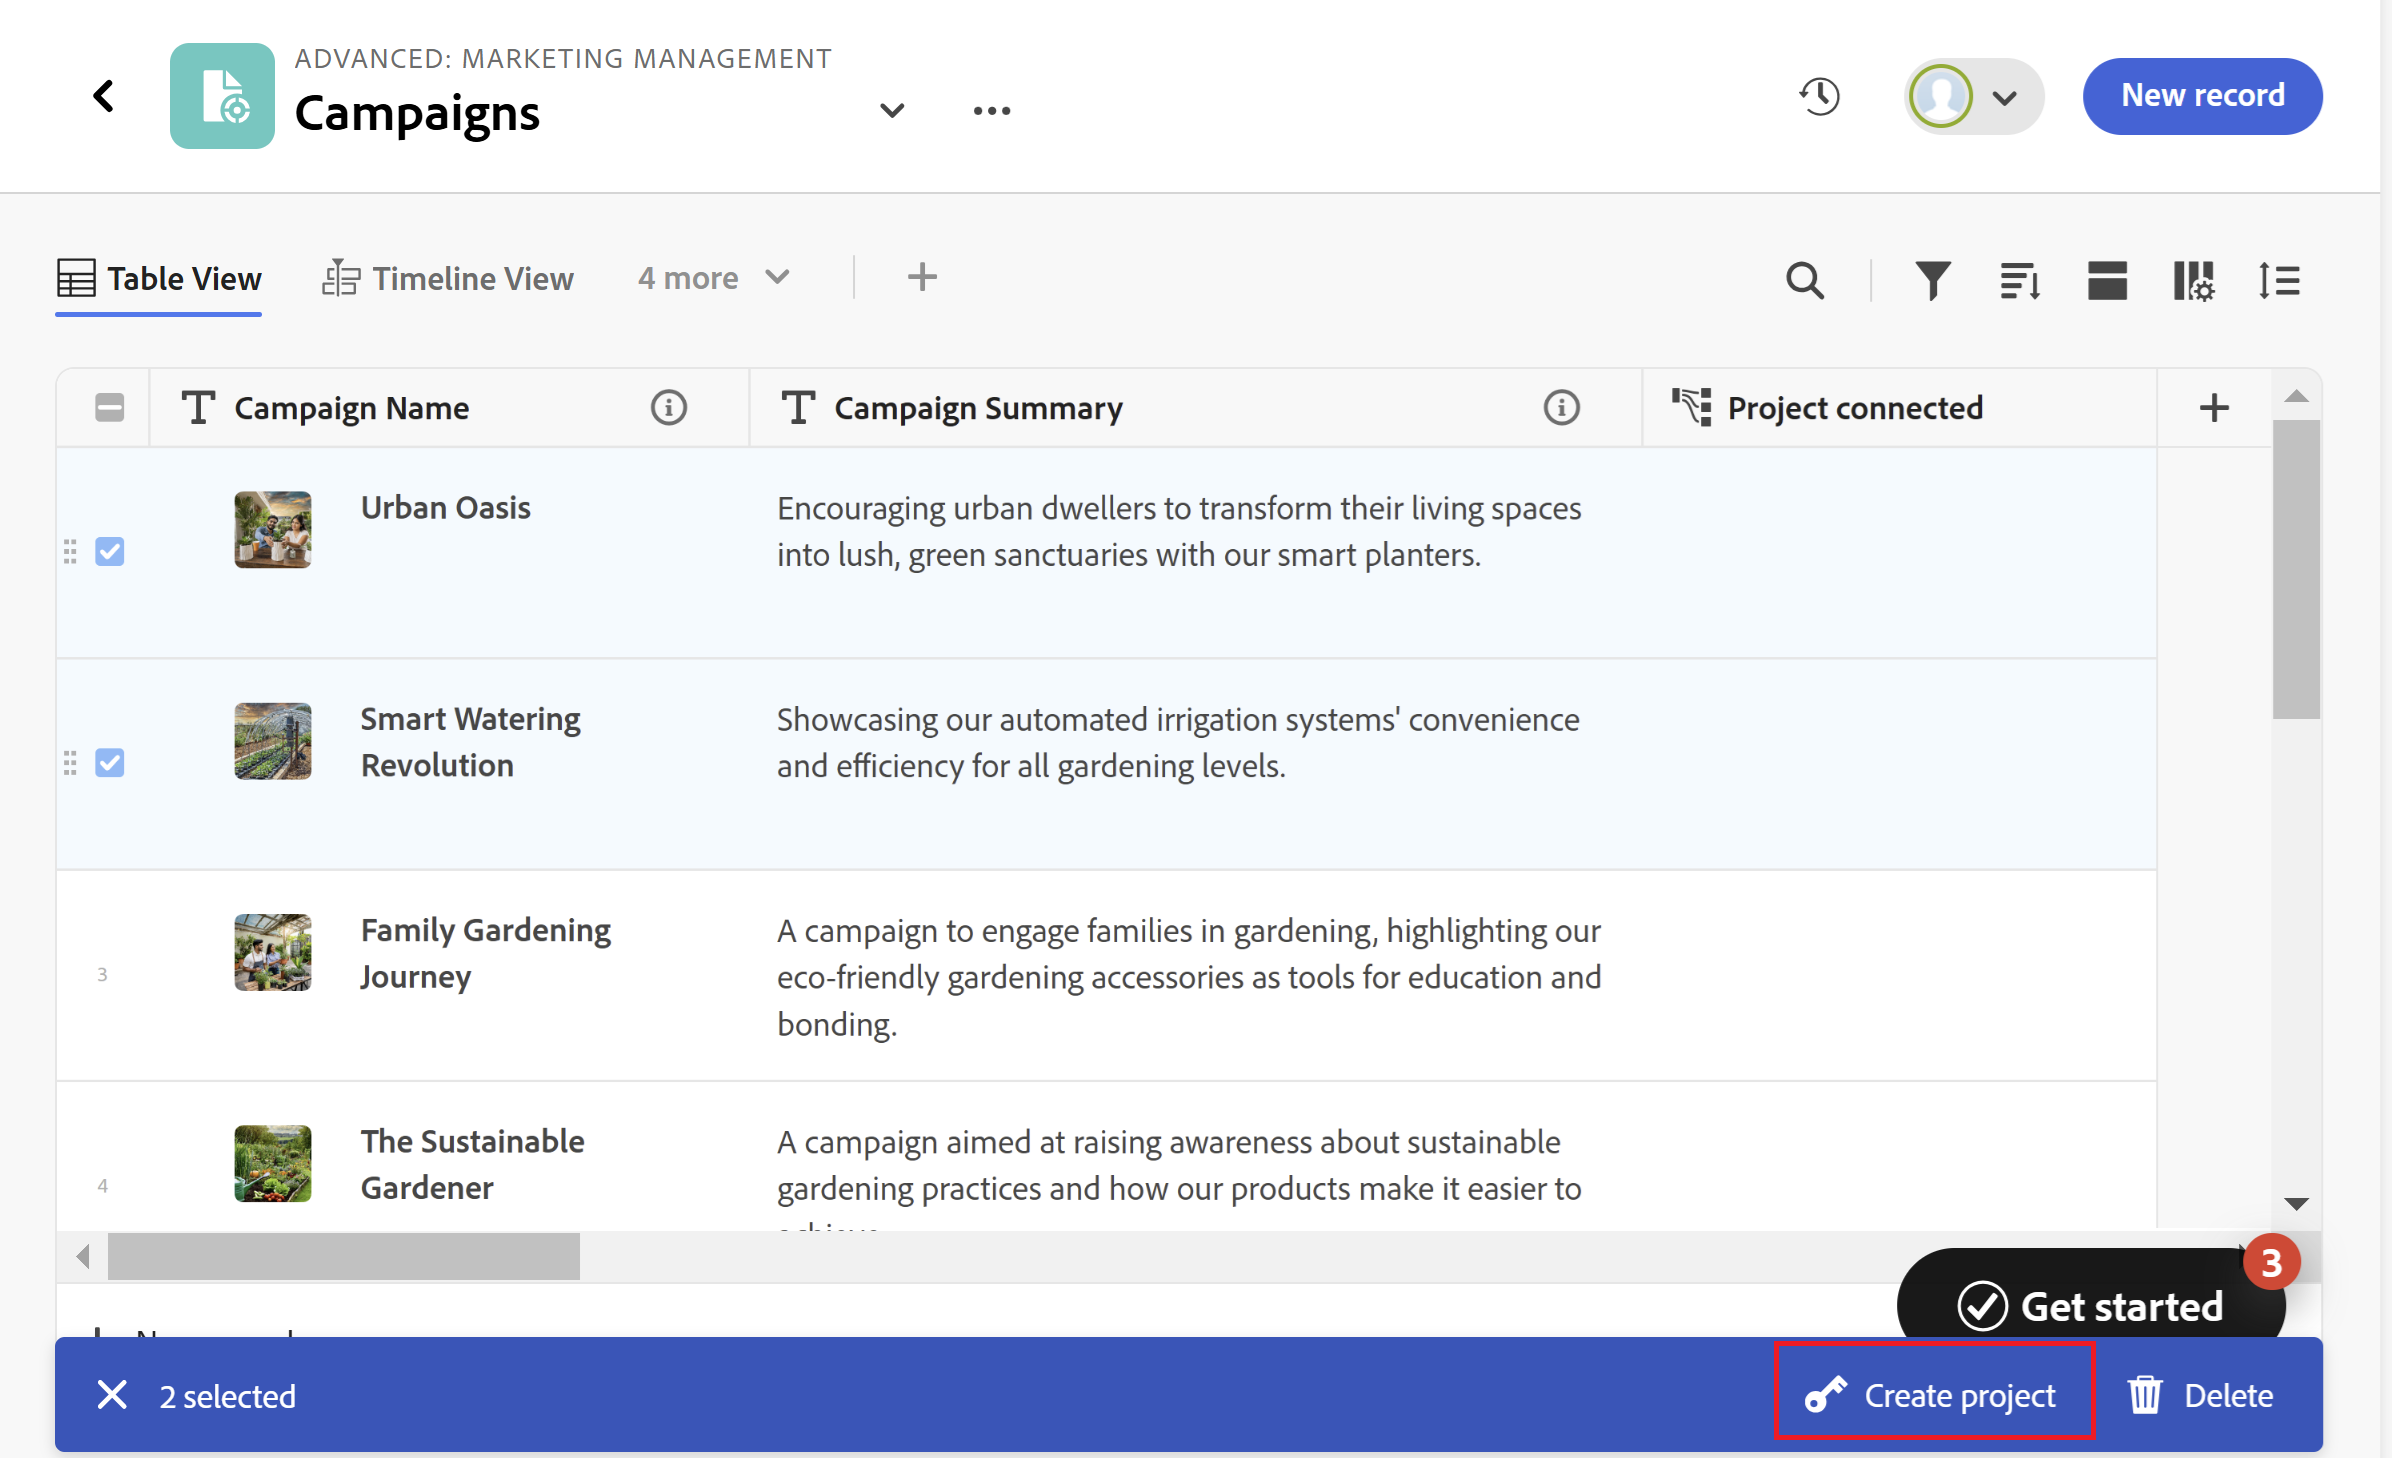 ADVANCED: MARKETING MANAGEMENT
Campaigns
New record
Table View
Timeline View
4 more
Campaign Name
Campaign Summary
Project connected
Urban Oasis
Encouraging urban dwellers to transform their living spaces
into lush, green sanctuaries with our smart planters.
Smart Watering
Revolution
Showcasing our automated irrigation systems' convenience
and efficiency for all gardening levels.
3
Family Gardening
Journey
A campaign to engage families in gardening, highlighting our
eco-friendly gardening accessories as tools for education and
bonding.
4
The Sustainable
Gardener
A campaign aimed at raising awareness about sustainable
gardening practices and how our products make it easier to
3
Get started
2 selected
Create project
Delete